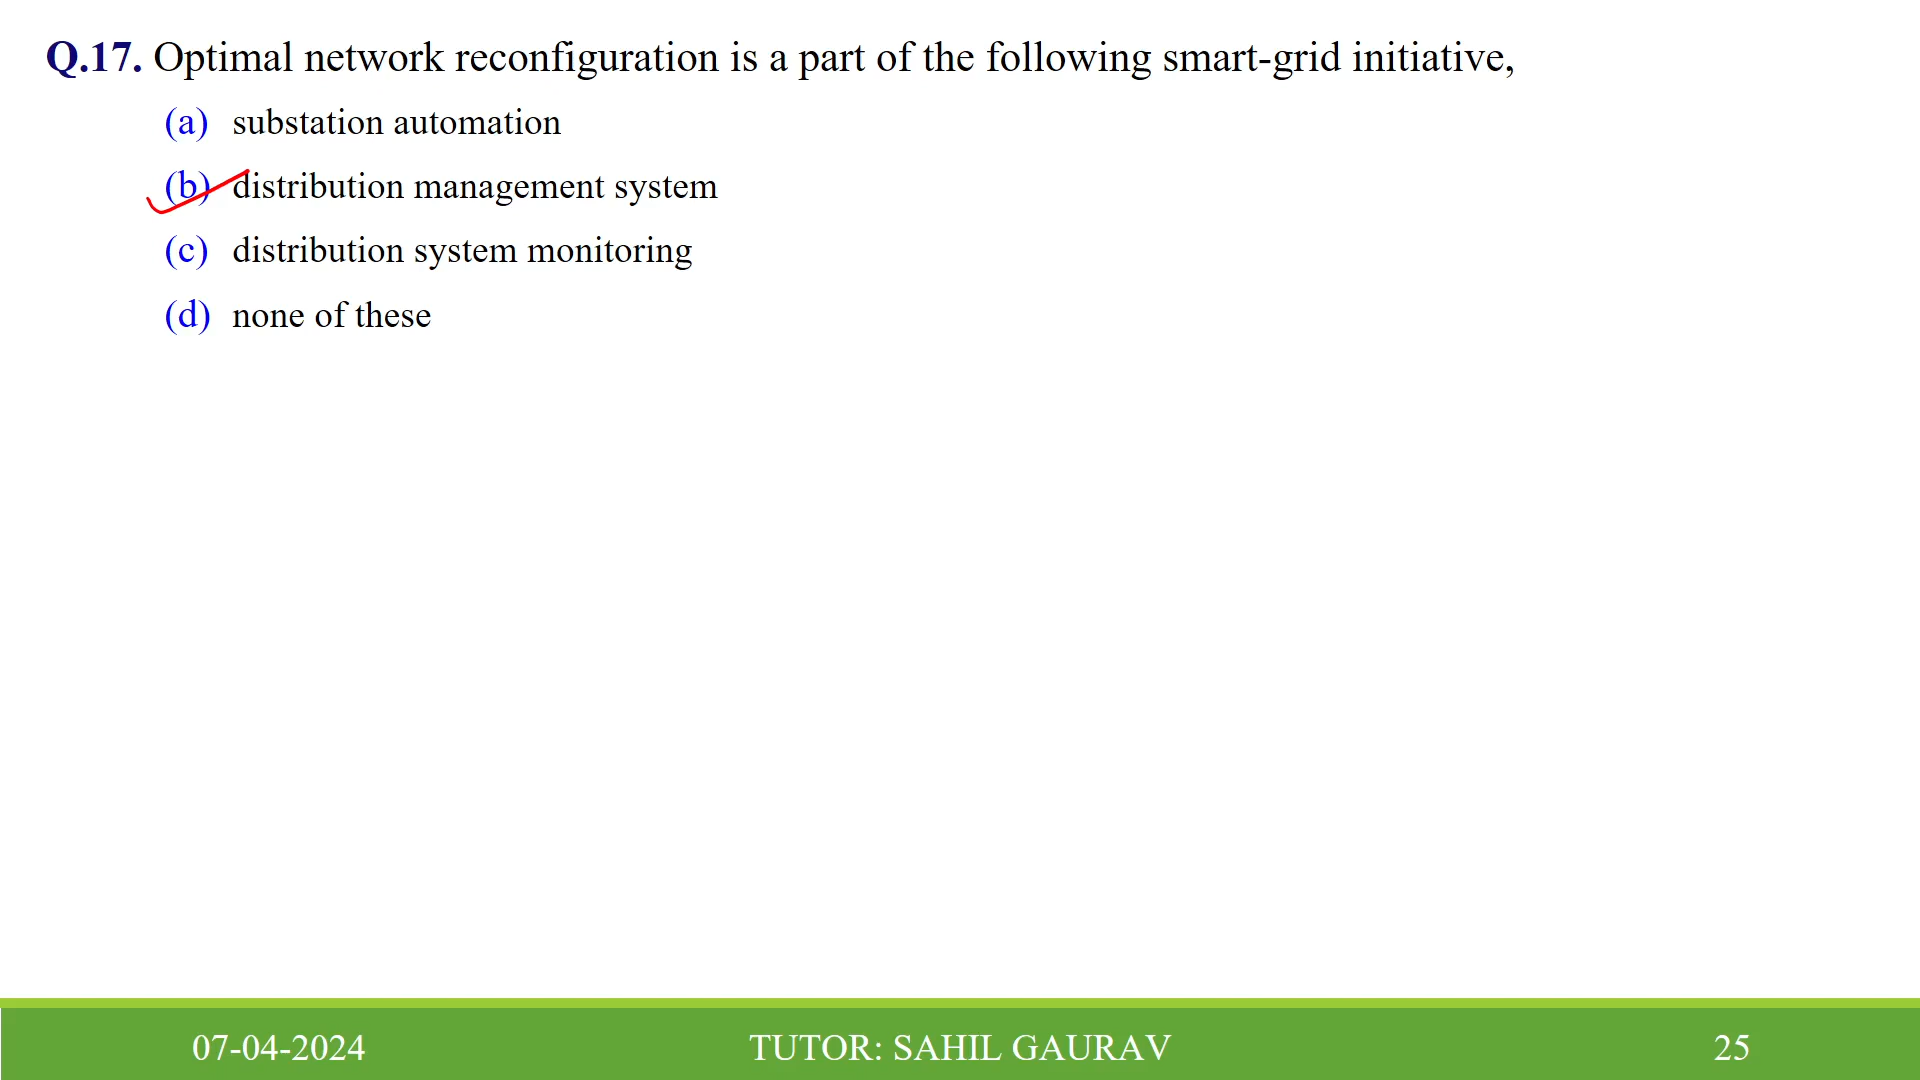 Q.17. Optimal network reconfiguration is a part of the following smart-grid initiative,
(a) substation automation
(b) distribution management system
(c) distribution system monitoring
(d) none of these
07-04-2024 TUTOR: SAHIL GAURAV 25